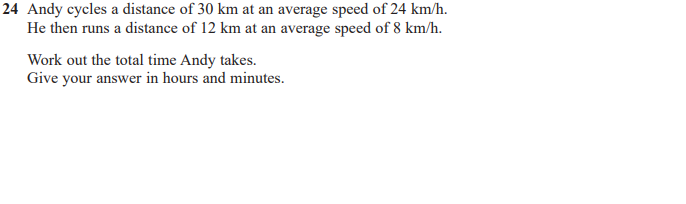 24 Andy cycles a distance of 30 km at an average speed of 24 km/h.
He then runs a distance of 12 km at an average speed of 8 km/h.
Work out the total time Andy takes.
Give your answer in hours and minutes.